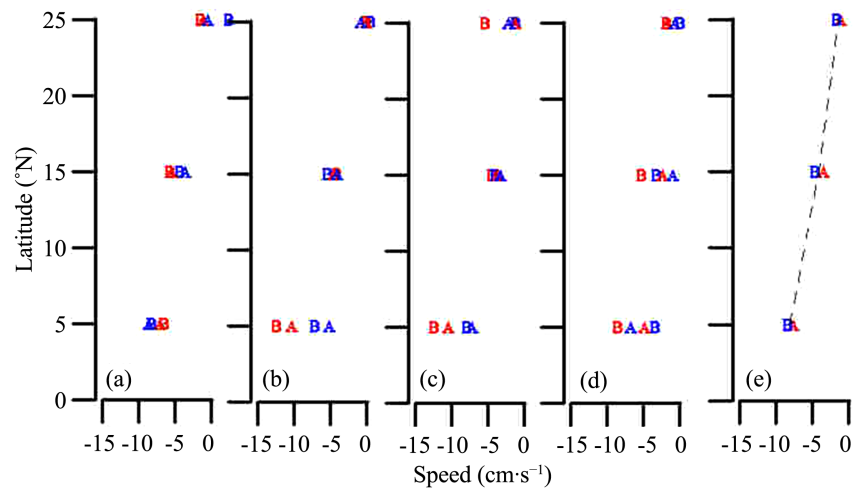 25
20
15
10
5
0
Latitude (°N)
B A B
B A
B A B
(a)
A B B
B B A
B A B A
(b)
B A A
B A
B A B A
(c)
B A B
B B A A
B A A B
(d)
B A
B A
B A
(e)
-15 -10 -5 0 -15 -10 -5 0 -15 -10 -5 0 -15 -10 -5 0 -15 -10 -5 0
Speed (cm·s⁻¹)